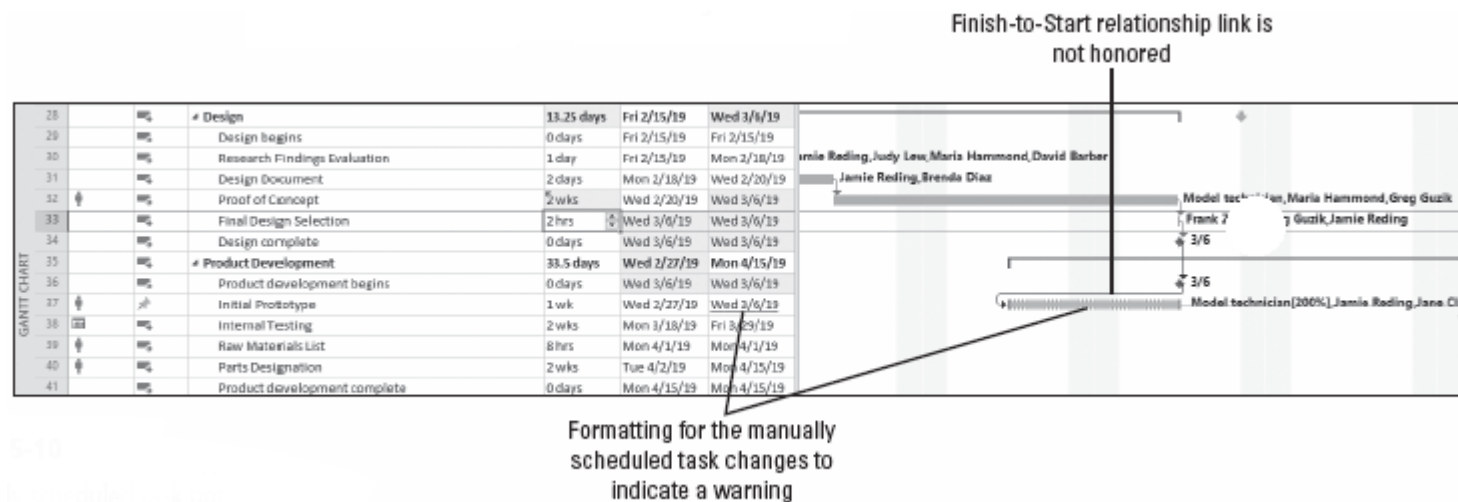 Finish-to-Start relationship link is
not honored
28 Design 13.25 days Fri 2/15/19 Wed 3/6/19
29 Design begins 0 days Fri 2/15/19 Fri 2/15/19
30 Research Findings Evaluation 1 day Fri 2/15/19 Mon 2/18/19 Jamie Reding,Judy Lew,Maria Hammond,David Barber
31 Design Document 2 days Mon 2/18/19 Wed 2/20/19 Jamie Reding,Brenda Diaz
32 Proof of Concept 2 wks Wed 2/20/19 Wed 3/6/19 Model technician,Maria Hammond,Greg Guzik
33 Final Design Selection 2 hrs Wed 3/6/19 Wed 3/6/19 Frank Guzik,Jamie Reding
34 Design complete 0 days Wed 3/6/19 Wed 3/6/19 3/6
35 Product Development 33.5 days Wed 2/27/19 Mon 4/15/19
36 Product development begins 0 days Wed 3/6/19 Wed 3/6/19 3/6
37 Initial Prototype 1 wk Wed 2/27/19 Wed 3/6/19 Model technician[200%],Jamie Reding,Jane
38 Internal Testing 2 wks Mon 3/18/19 Fri 3/29/19
39 Raw Materials List 8 hrs Mon 4/1/19 Mon 4/1/19
40 Parts Designation 2 wks Tue 4/2/19 Mon 4/15/19
41 Product development complete 0 days Mon 4/15/19 Mon 4/15/19
GANTT CHART
Formatting for the manually
scheduled task changes to
indicate a warning